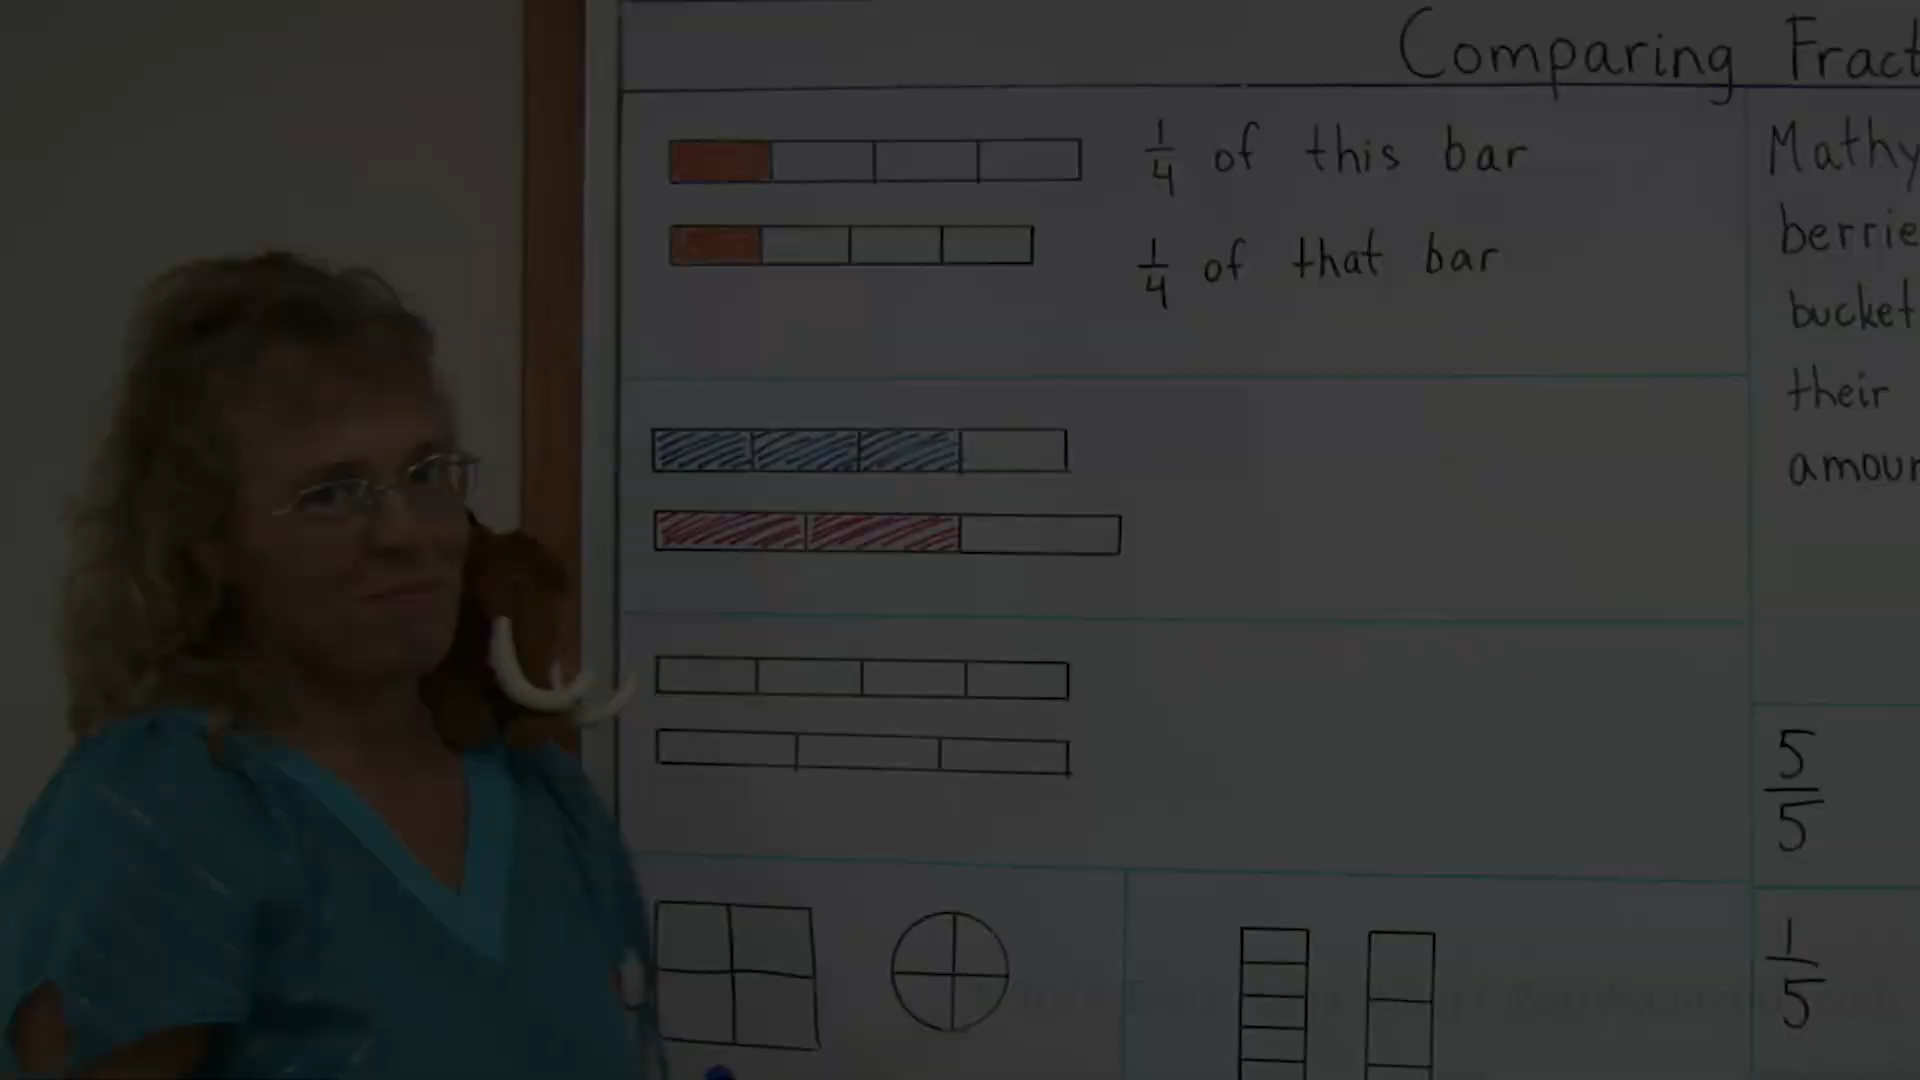 Comparing Fract
1/4 of this bar
1/4 of that bar
Mathy
berrie
bucket
their
amour
5/5
1/5